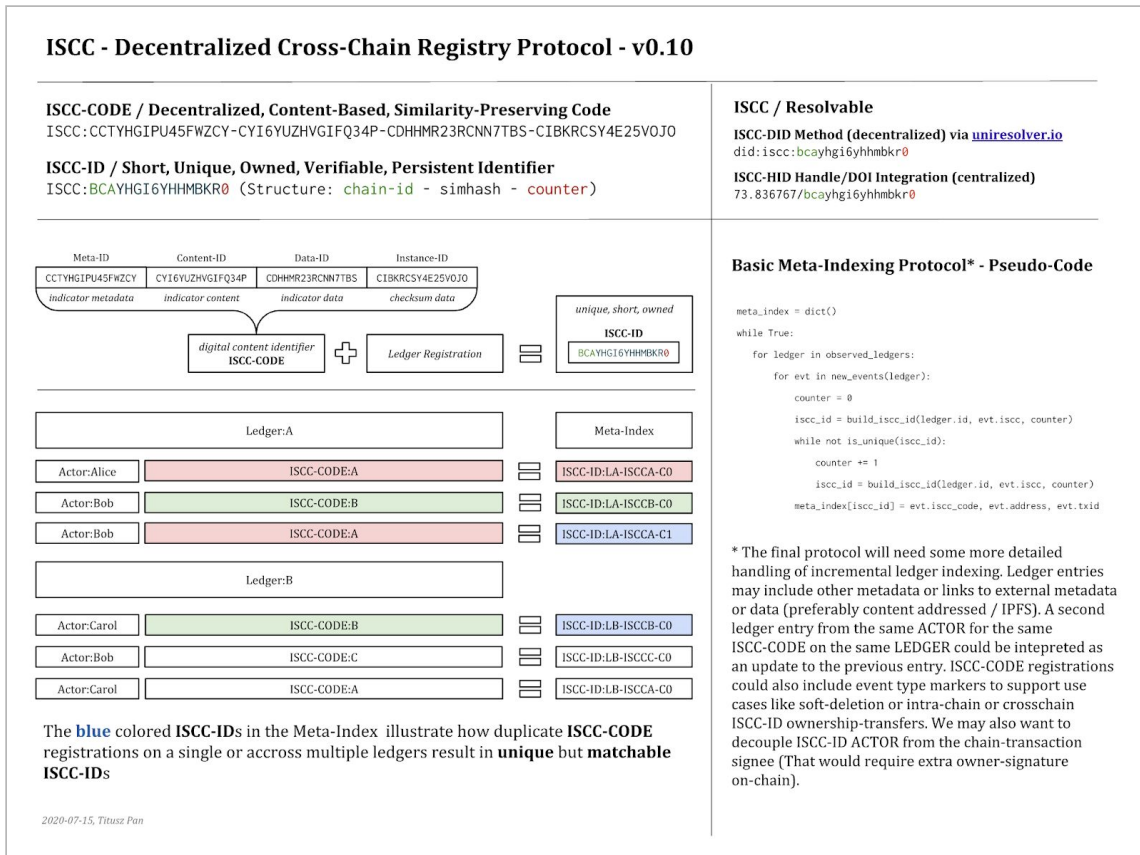 ISCC - Decentralized Cross-Chain Registry Protocol - v0.10
ISCC-CODE / Decentralized, Content-Based, Similarity-Preserving Code
ISCC:CCTYHGIPU45FWZCY-CYI6YUZHVGIFQ34P-CDHHMR23RCNN7TBS-CIBKRCSY4E25VOJO
ISCC-ID / Short, Unique, Owned, Verifiable, Persistent Identifier
ISCC:BCAYHGI6YHHMBKR0 (Structure: chain-id - simhash - counter)
ISCC / Resolvable
ISCC-DID Method (decentralized) via uniresolver.io
did:iscc:bcayhgi6yhhmbkr0
ISCC-HID Handle/DOI Integration (centralized)
73.836767/bcayhgi6yhhmbkr0
Meta-ID Content-ID Data-ID Instance-ID
CCTYHGIPU45FWZCY CYI6YUZHVGIFQ34P CDHHMR23RCNN7TBS CIBKRCSY4E25VOJO
indicator metadata indicator content indicator data checksum data
digital content identifier
ISCC-CODE
Ledger Registration
unique, short, owned
ISCC-ID
BCAYHGI6YHHMBKR0
Ledger:A Meta-Index
Actor:Alice ISCC-CODE:A ISCC-ID:LA-ISCCA-C0
Actor:Bob ISCC-CODE:B ISCC-ID:LA-ISCCB-C0
Actor:Bob ISCC-CODE:A ISCC-ID:LA-ISCCA-C1
Ledger:B
Actor:Carol ISCC-CODE:B ISCC-ID:LB-ISCCB-C0
Actor:Bob ISCC-CODE:C ISCC-ID:LB-ISCCC-C0
Actor:Carol ISCC-CODE:A ISCC-ID:LB-ISCCA-C0
The blue colored ISCC-IDs in the Meta-Index illustrate how duplicate ISCC-CODE
registrations on a single or accross multiple ledgers result in unique but matchable
ISCC-IDs
2020-07-15, Titusz Pan
Basic Meta-Indexing Protocol* - Pseudo-Code
meta_index = dict()
while True:
for ledger in observed_ledgers:
for evt in new_events(ledger):
counter = 0
iscc_id = build_iscc_id(ledger.id, evt.iscc, counter)
while not is_unique(iscc_id):
counter += 1
iscc_id = build_iscc_id(ledger.id, evt.iscc, counter)
meta_index[iscc_id] = evt.iscc_code, evt.address, evt.txid
* The final protocol will need some more detailed
handling of incremental ledger indexing. Ledger entries
may include other metadata or links to external metadata
or data (preferably content addressed / IPFS). A second
ledger entry from the same ACTOR for the same
ISCC-CODE on the same LEDGER could be intepreted as
an update to the previous entry. ISCC-CODE registrations
could also include event type markers to support use
cases like soft-deletion or intra-chain or crosschain
ISCC-ID ownership-transfers. We may also want to
decouple ISCC-ID ACTOR from the chain-transaction
signee (That would require extra owner-signature
on-chain).